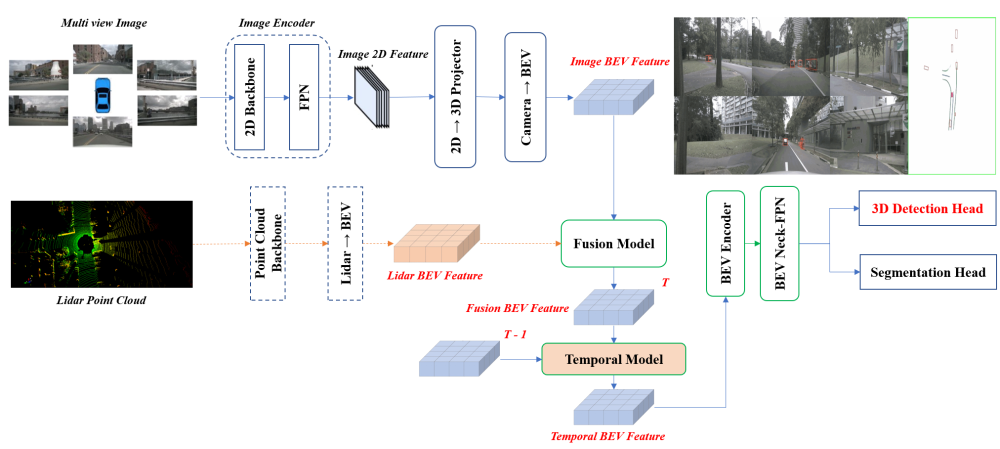 Multi view Image
Image Encoder
2D Backbone
FPN
Image 2D Feature
2D → 3D Projector
Camera → BEV
Image BEV Feature
Lidar Point Cloud
Point Cloud
Backbone
Lidar → BEV
Lidar BEV Feature
Fusion Model
BEV Encoder
BEV Neck-FPN
3D Detection Head
Segmentation Head
Fusion BEV Feature
T
T - 1
Temporal Model
Temporal BEV Feature